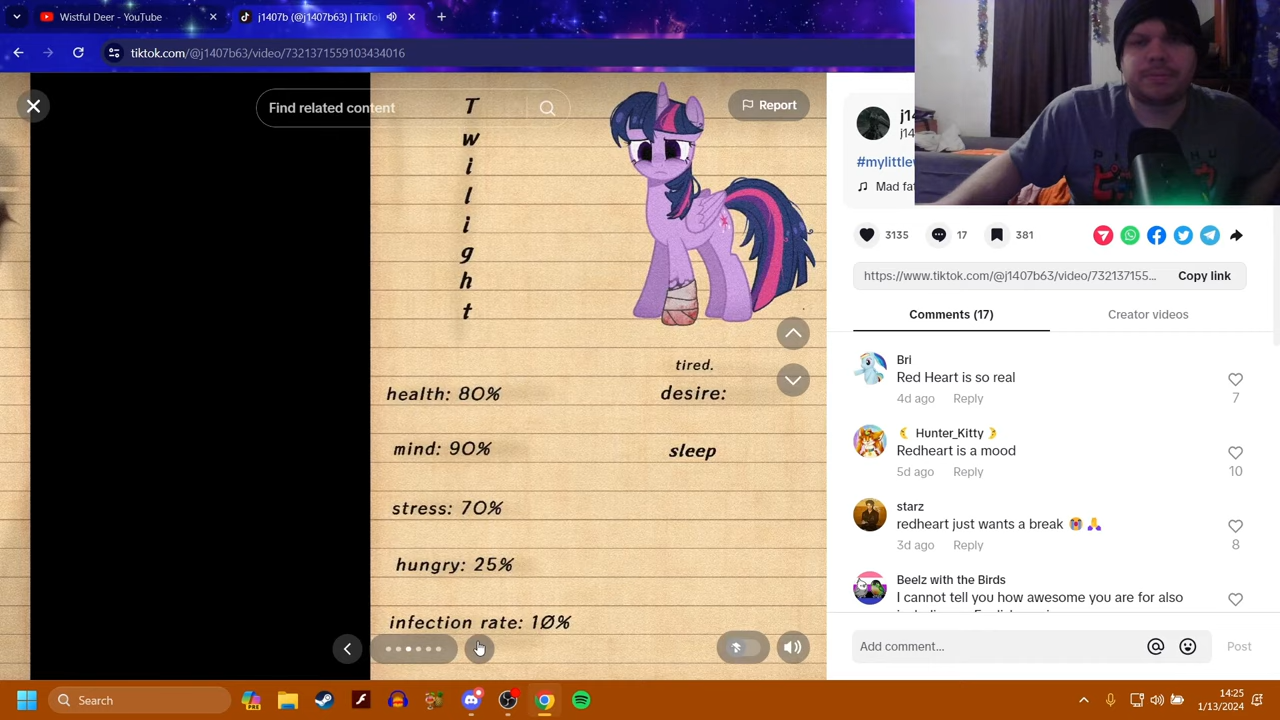 Wistful Deer - YouTube
j1407b (@j1407b63) | TikTo
tiktok.com/@j1407b63/video/7321371559103434016
Find related content
Report
T
w
i
l
i
g
h
t
tired.
health: 80%
desire:
mind: 90%
sleep
stress: 70%
hungry: 25%
infection rate: 10%
j14
j14
#mylittle
Mad fa
3135
17
381
https://www.tiktok.com/@j1407b63/video/732137155...
Copy link
Comments (17)
Creator videos
Bri
Red Heart is so real
4d ago
Reply
7
Hunter_Kitty
Redheart is a mood
5d ago
Reply
10
starz
redheart just wants a break 😭🙏
3d ago
Reply
8
Beelz with the Birds
I cannot tell you how awesome you are for also
Add comment...
Post
Search
14:25
1/13/2024